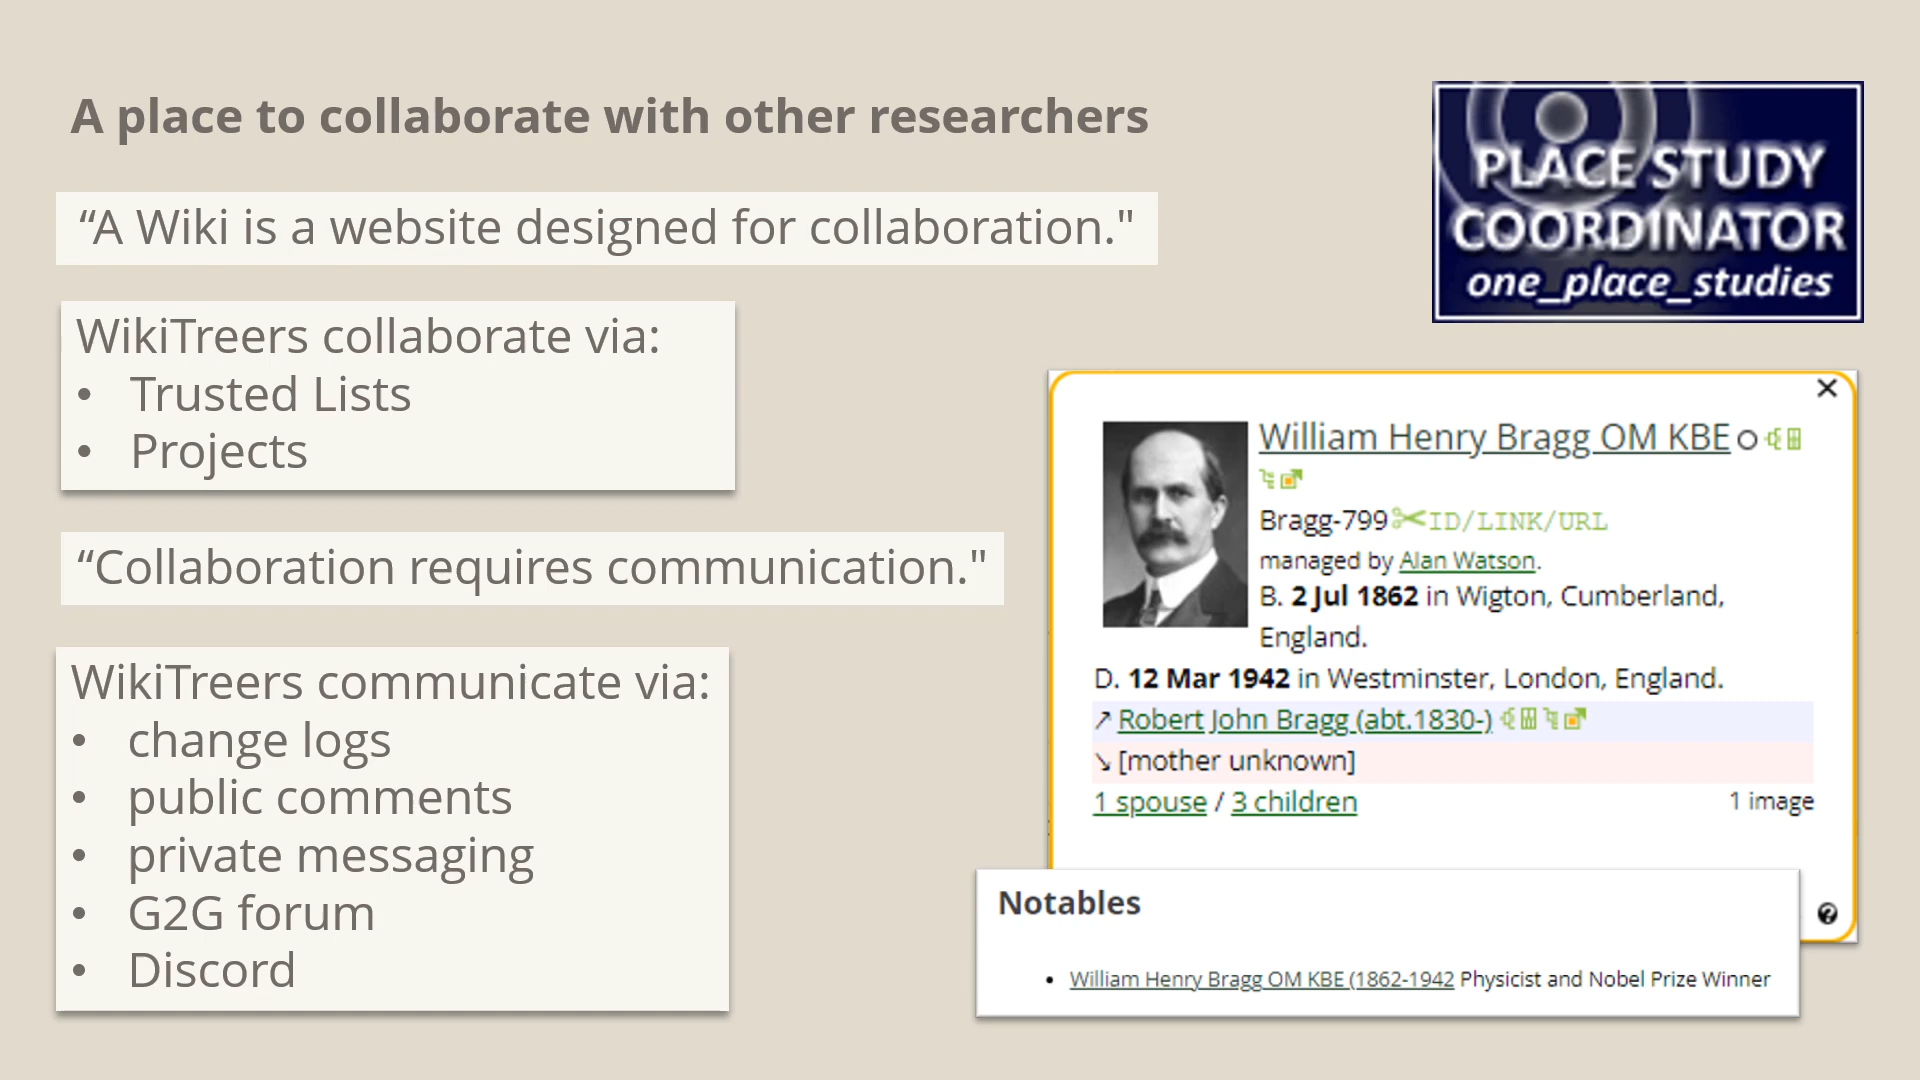 A place to collaborate with other researchers
“A Wiki is a website designed for collaboration."
WikiTreers collaborate via:
• Trusted Lists
• Projects
“Collaboration requires communication."
WikiTreers communicate via:
• change logs
• public comments
• private messaging
• G2G forum
• Discord
PLACE STUDY
COORDINATOR
one_place_studies
William Henry Bragg OM KBE
Bragg-799 ID/LINK/URL
managed by Alan Watson.
B. 2 Jul 1862 in Wigton, Cumberland,
England.
D. 12 Mar 1942 in Westminster, London, England.
↗ Robert John Bragg (abt.1830-)
↘ [mother unknown]
1 spouse / 3 children 1 image
Notables
• William Henry Bragg OM KBE (1862-1942 Physicist and Nobel Prize Winner